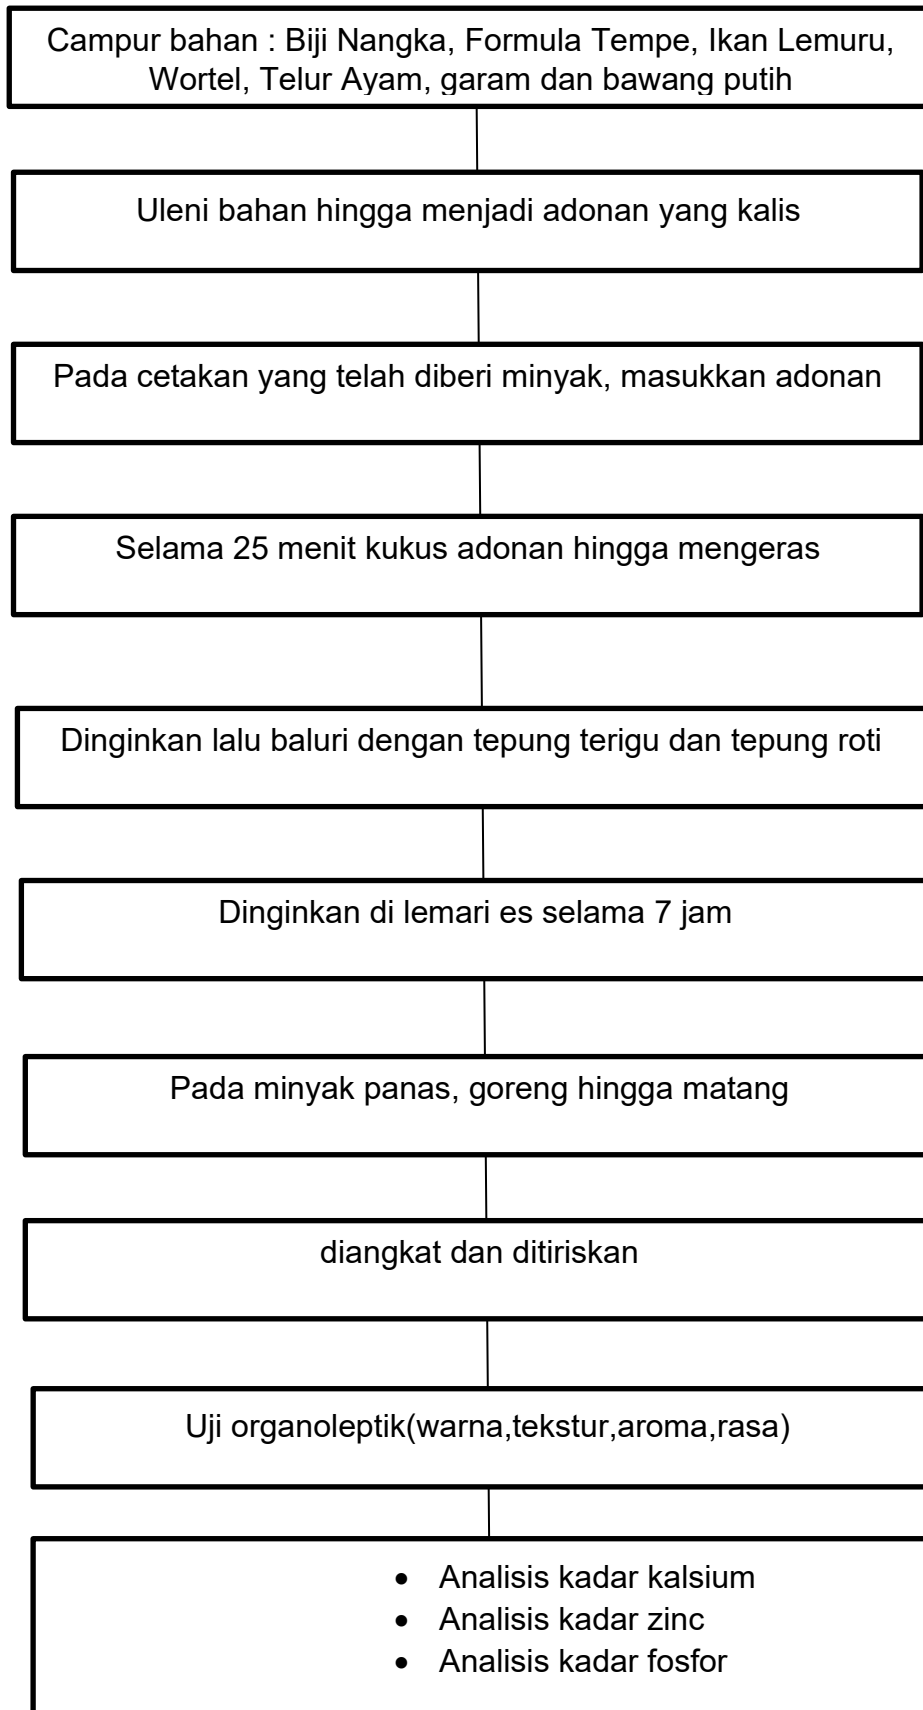 Campur bahan : Biji Nangka, Formula Tempe, Ikan Lemuru,
Wortel, Telur Ayam, garam dan bawang putih
Uleni bahan hingga menjadi adonan yang kalis
Pada cetakan yang telah diberi minyak, masukkan adonan
Selama 25 menit kukus adonan hingga mengeras
Dinginkan lalu baluri dengan tepung terigu dan tepung roti
Dinginkan di lemari es selama 7 jam
Pada minyak panas, goreng hingga matang
diangkat dan ditiriskan
Uji organoleptik(warna,tekstur,aroma,rasa)
• Analisis kadar kalsium
• Analisis kadar zinc
• Analisis kadar fosfor